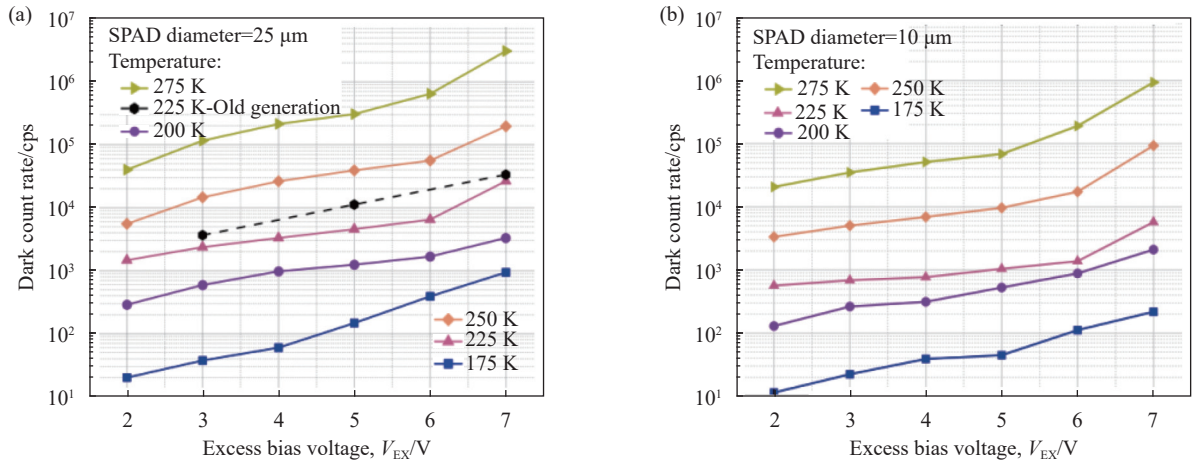 (a)
10⁷
10⁶
10⁵
10⁴
10³
10²
10¹
Dark count rate/cps
SPAD diameter=25 μm
Temperature:
275 K
225 K-Old generation
200 K
250 K
225 K
175 K
2 3 4 5 6 7
Excess bias voltage, V_EX/V
(b)
10⁷
10⁶
10⁵
10⁴
10³
10²
10¹
Dark count rate/cps
SPAD diameter=10 μm
Temperature:
275 K 250 K
225 K 175 K
200 K
2 3 4 5 6 7
Excess bias voltage, V_EX/V